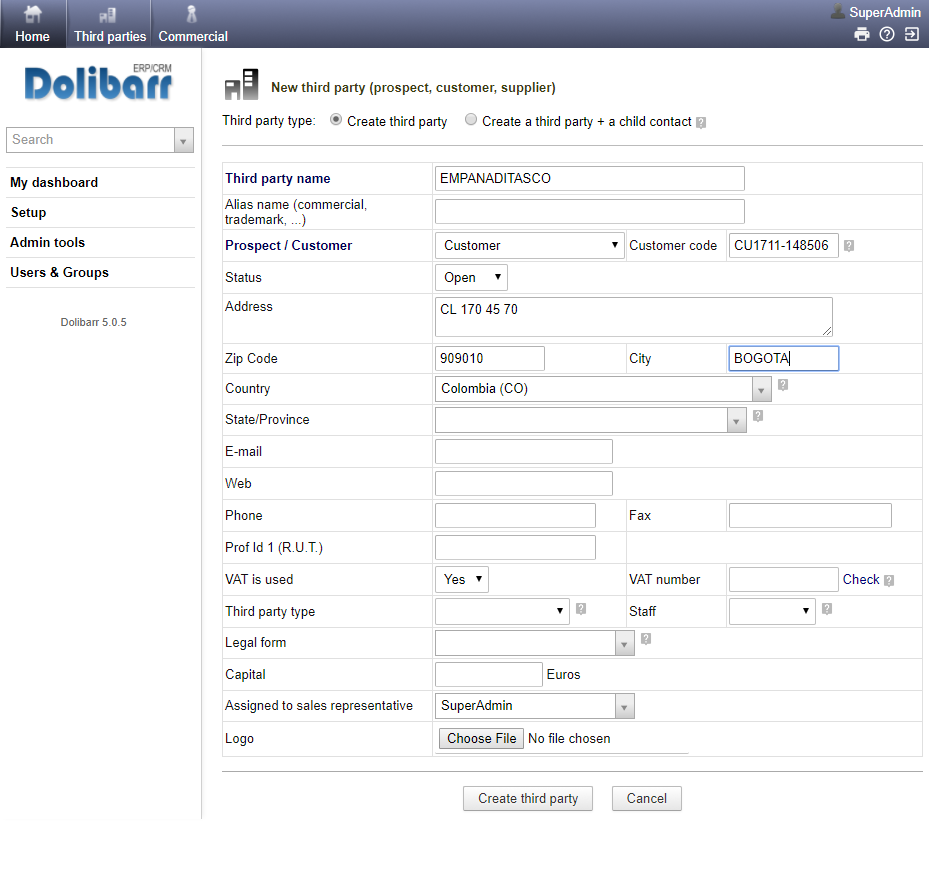 Home Third parties Commercial SuperAdmin
Dolibarr ERP/CRM
New third party (prospect, customer, supplier)
Third party type: Create third party Create a third party + a child contact ?
Search
My dashboard
Setup
Admin tools
Users & Groups
Dolibarr 5.0.5
Third party name EMPANADITASCO
Alias name (commercial,
trademark, ...)
Prospect / Customer Customer Customer code CU1711-148506 ?
Status Open
Address CL 170 45 70
Zip Code 909010 City BOGOTA
Country Colombia (CO) ?
State/Province ?
E-mail
Web
Phone Fax
Prof Id 1 (R.U.T.)
VAT is used Yes VAT number Check ?
Third party type ? Staff ?
Legal form ?
Capital Euros
Assigned to sales representative SuperAdmin
Logo Choose File No file chosen
Create third party Cancel